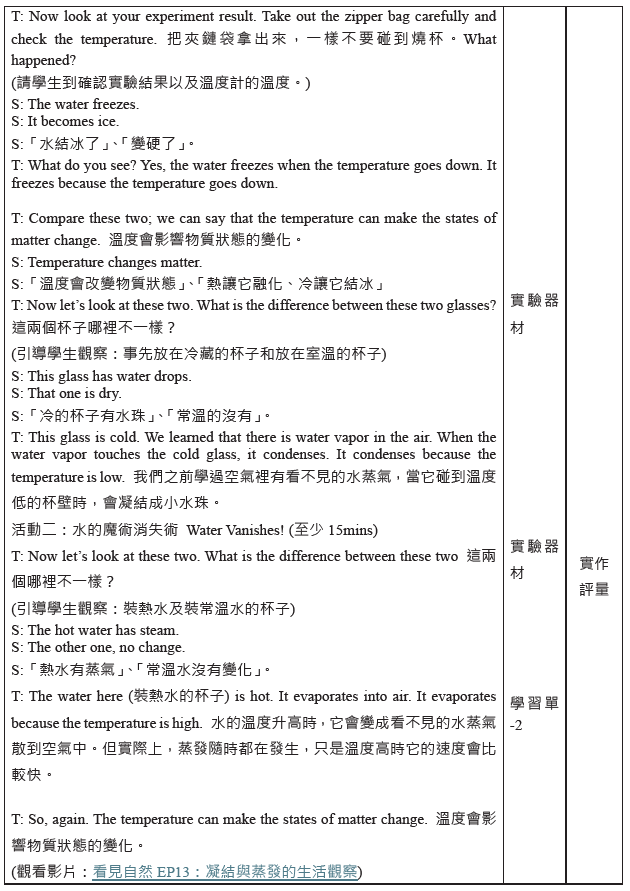 T: Now look at your experiment result. Take out the zipper bag carefully and
check the temperature. 把夾鏈袋拿出來，一樣不要碰到燒杯。What
happened?
(請學生到確認實驗結果以及溫度計的溫度。)
S: The water freezes.
S: It becomes ice.
S:「水結冰了」、「變硬了」。
T: What do you see? Yes, the water freezes when the temperature goes down. It
freezes because the temperature goes down.
T: Compare these two; we can say that the temperature can make the states of
matter change. 溫度會影響物質狀態的變化。
S: Temperature changes matter.
S:「溫度會改變物質狀態」、「熱讓它融化、冷讓它結冰」
T: Now let’s look at these two. What is the difference between these two glasses?
這兩個杯子哪裡不一樣？
(引導學生觀察：事先放在冷藏的杯子和放在室溫的杯子)
S: This glass has water drops.
S: That one is dry.
S:「冷的杯子有水珠」、「常溫的沒有」。
T: This glass is cold. We learned that there is water vapor in the air. When the
water vapor touches the cold glass, it condenses. It condenses because the
temperature is low. 我們之前學過空氣裡有看不見的水蒸氣，當它碰到溫度
低的杯壁時，會凝結成小水珠。
活動二：水的魔術消失術 Water Vanishes! (至少 15mins)
T: Now let’s look at these two. What is the difference between these two 這兩
個哪裡不一樣？
(引導學生觀察：裝熱水及裝常溫水的杯子)
S: The hot water has steam.
S: The other one, no change.
S:「熱水有蒸氣」、「常溫水沒有變化」。
T: The water here (裝熱水的杯子) is hot. It evaporates into air. It evaporates
because the temperature is high. 水的溫度升高時，它會變成看不見的水蒸氣
散到空氣中。但實際上，蒸發隨時都在發生，只是溫度高時它的速度會比
較快。
T: So, again. The temperature can make the states of matter change. 溫度會影
響物質狀態的變化。
(觀看影片：看見自然 EP13：凝結與蒸發的生活觀察)
實驗器
材
實驗器
材
學習單
-2
實作
評量